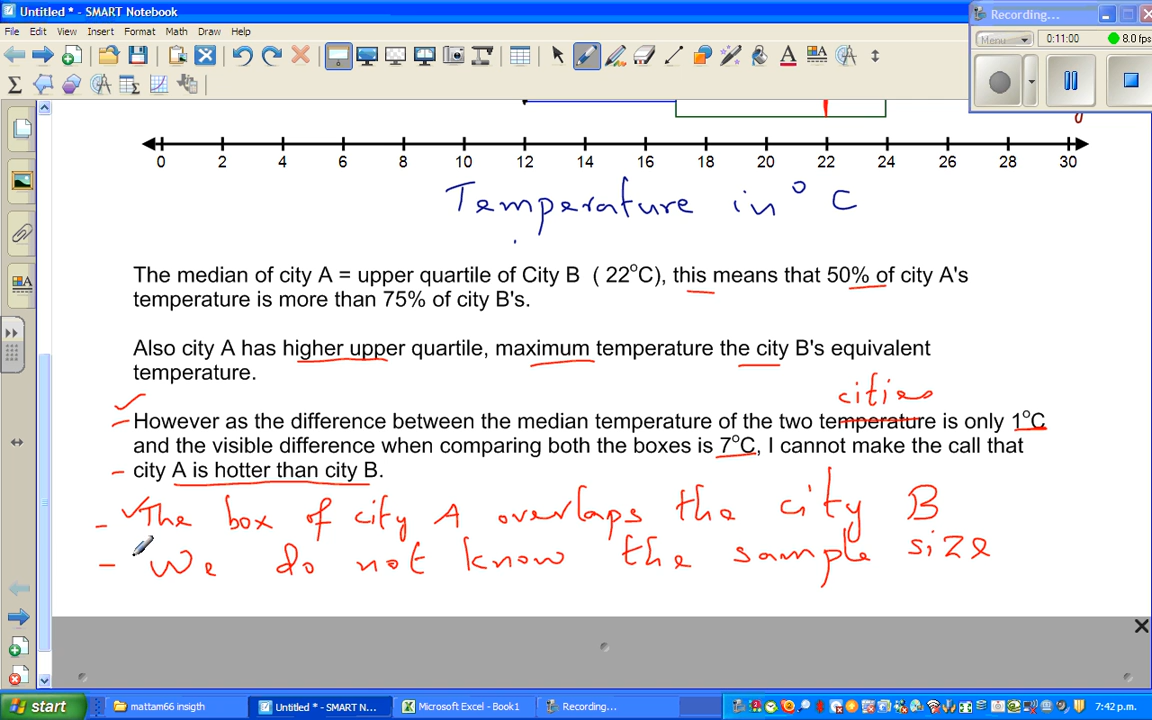 Untitled * - SMART Notebook
Recording...
File Edit View Insert Format Math Draw Help
Menu 0:11:00 8.0 fps
0 2 4 6 8 10 12 14 16 18 20 22 24 26 28 30
Temperature in ° C
The median of city A = upper quartile of City B ( 22°C), this means that 50% of city A's
temperature is more than 75% of city B's.
Also city A has higher upper quartile, maximum temperature the city B's equivalent
temperature.
cities
However as the difference between the median temperature of the two temperature is only 1°C
and the visible difference when comparing both the boxes is 7°C, I cannot make the call that
city A is hotter than city B.
- The box of city A overlaps the city B
- We do not know the sample size
start mattam66 insigth Untitled * - SMART N... Microsoft Excel - Book1 Recording... 7:42 p.m.